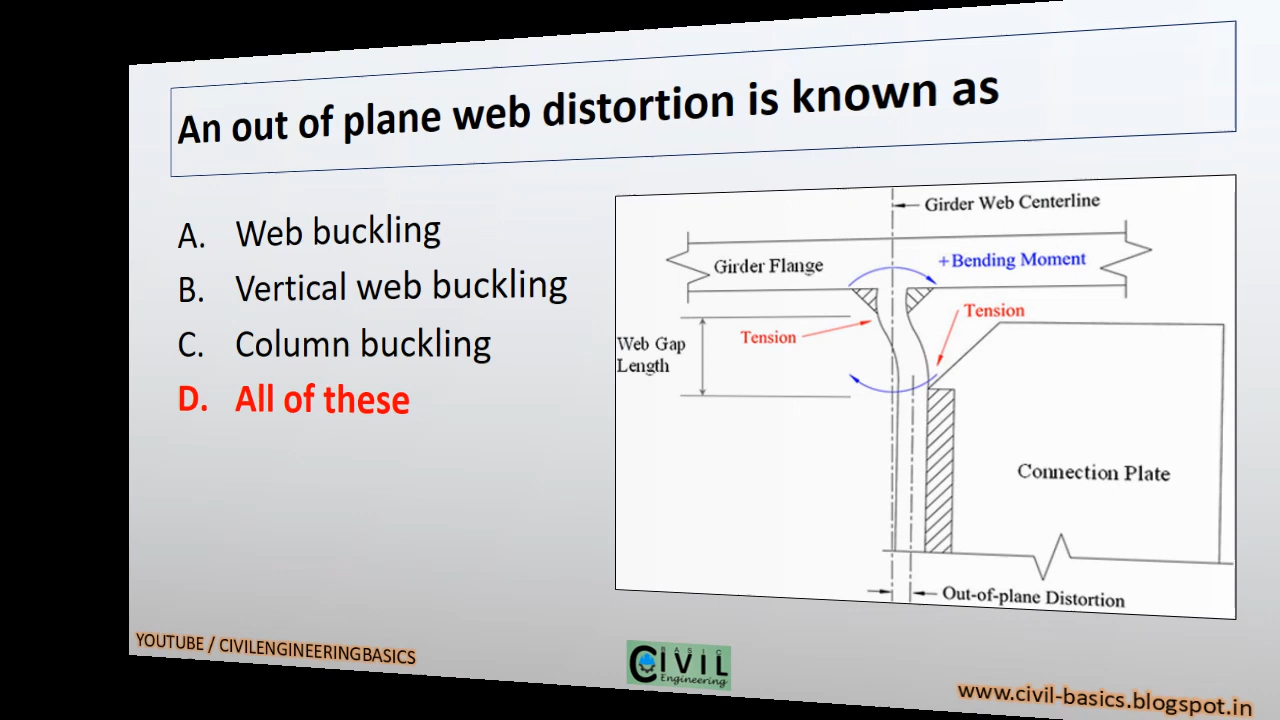 An out of plane web distortion is known as
A. Web buckling
B. Vertical web buckling
C. Column buckling
D. All of these
Girder Web Centerline
Girder Flange
+Bending Moment
Tension
Tension
Web Gap
Length
Connection Plate
Out-of-plane Distortion
YOUTUBE / CIVILENGINEERINGBASICS
BASIC
CIVIL
Engineering
www.civil-basics.blogspot.in